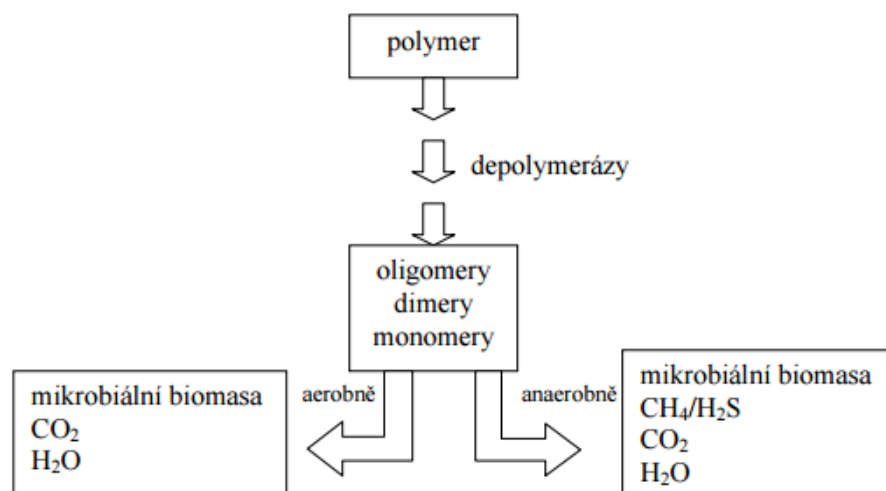 polymer
depolymerázy
oligomery
dimery
monomery
aerobně
anaerobně
mikrobiální biomasa
CO₂
H₂O
mikrobiální biomasa
CH₄/H₂S
CO₂
H₂O